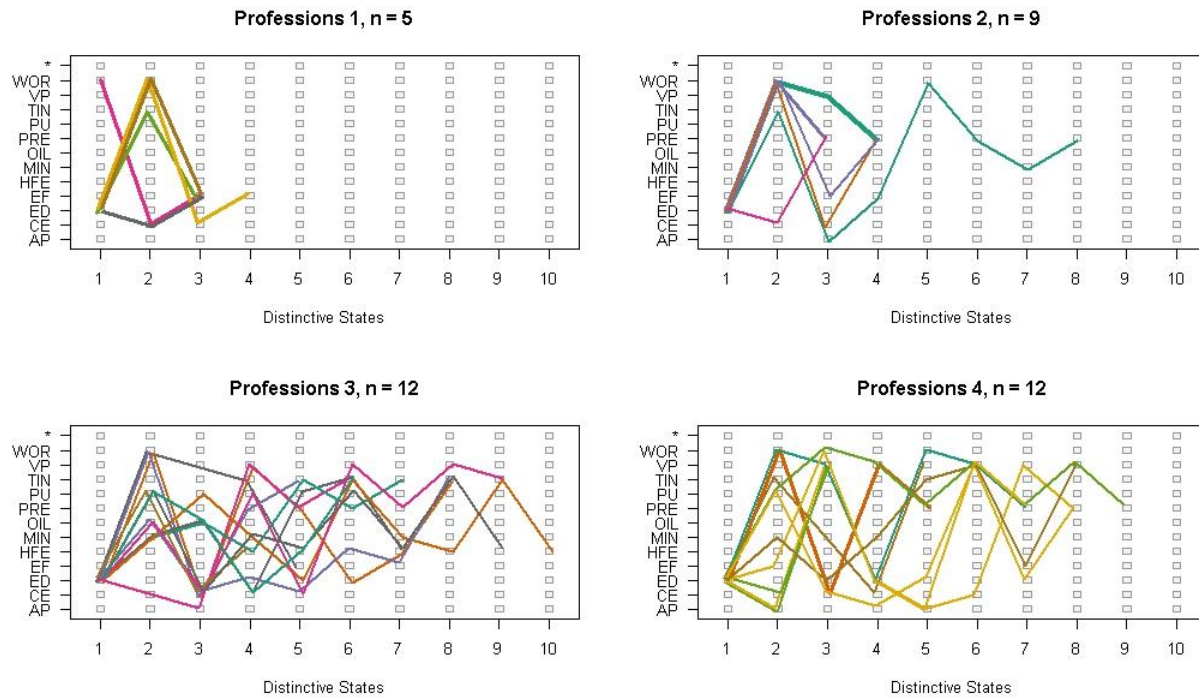 Professions 1, n = 5
*
WOR
VP
TIN
PU
PRE
OIL
MIN
HFE
EF
ED
CE
AP
1 2 3 4 5 6 7 8 9 10
Distinctive States
Professions 2, n = 9
*
WOR
VP
TIN
PU
PRE
OIL
MIN
HFE
EF
ED
CE
AP
1 2 3 4 5 6 7 8 9 10
Distinctive States
Professions 3, n = 12
*
WOR
VP
TIN
PU
PRE
OIL
MIN
HFE
EF
ED
CE
AP
1 2 3 4 5 6 7 8 9 10
Distinctive States
Professions 4, n = 12
*
WOR
VP
TIN
PU
PRE
OIL
MIN
HFE
EF
ED
CE
AP
1 2 3 4 5 6 7 8 9 10
Distinctive States